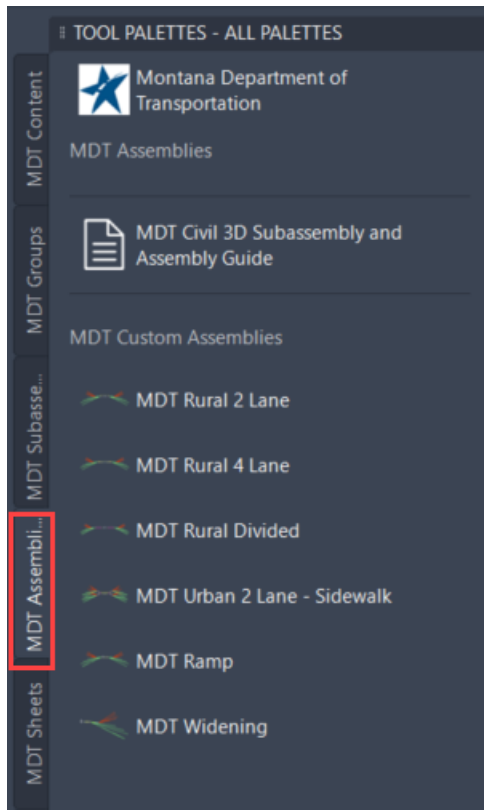 TOOL PALETTES - ALL PALETTES
Montana Department of
Transportation
MDT Assemblies
MDT Civil 3D Subassembly and
Assembly Guide
MDT Custom Assemblies
MDT Rural 2 Lane
MDT Rural 4 Lane
MDT Rural Divided
MDT Urban 2 Lane - Sidewalk
MDT Ramp
MDT Widening
MDT Content
MDT Groups
MDT Subasse...
MDT Assembli...
MDT Sheets